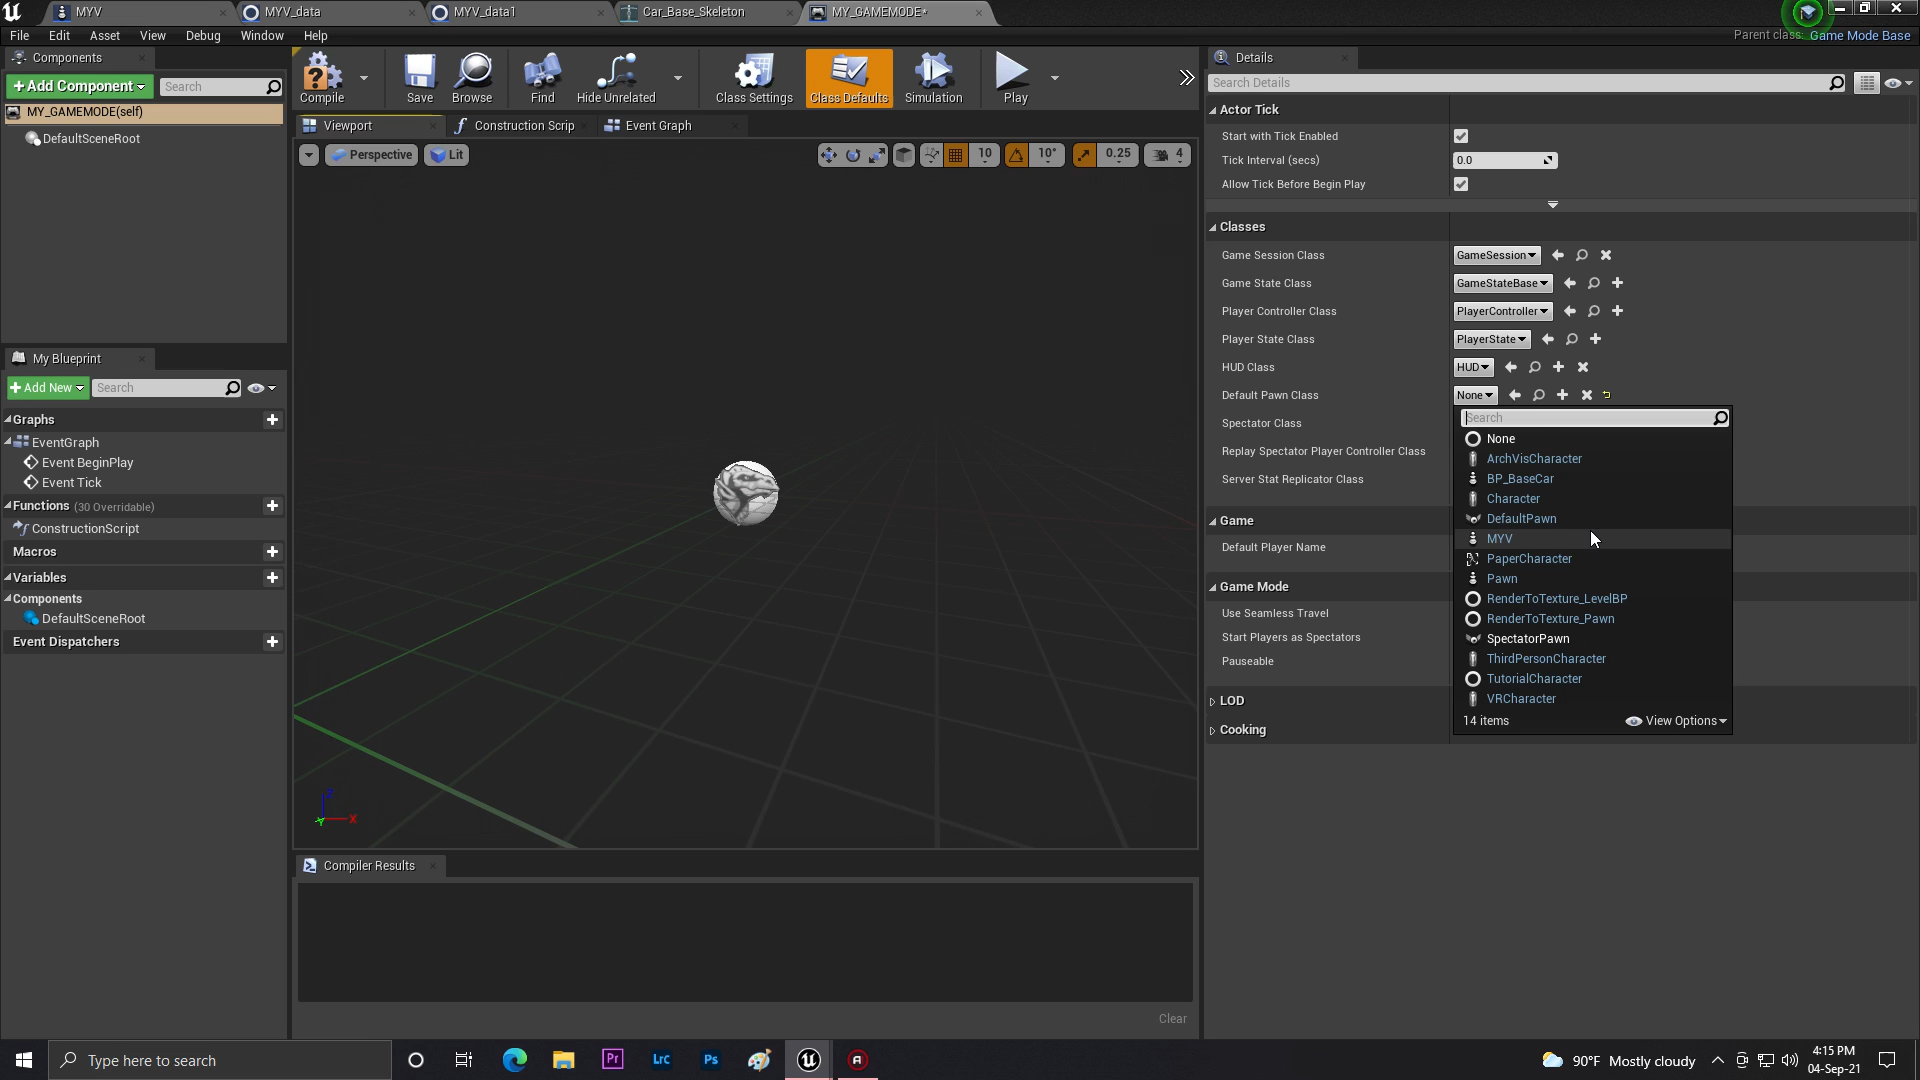 MYV
MYV_data
MYV_data1
Car_Base_Skeleton
MY_GAMEMODE*
File Edit Asset View Debug Window Help
Parent class: Game Mode Base
Components
+Add Component
Search
MY_GAMEMODE(self)
DefaultSceneRoot
My Blueprint
+Add New
Search
Graphs
EventGraph
Event BeginPlay
Event Tick
Functions (30 Overridable)
ConstructionScript
Macros
Variables
Components
DefaultSceneRoot
Event Dispatchers
Compile Save Browse Find Hide Unrelated Class Settings Class Defaults Simulation Play
Viewport Construction Scrip Event Graph
Perspective Lit
10 10° 0.25 4
Z
X
Y
Compiler Results
Clear
Details
Search Details
Actor Tick
Start with Tick Enabled
Tick Interval (secs) 0.0
Allow Tick Before Begin Play
Classes
Game Session Class GameSession
Game State Class GameStateBase
Player Controller Class PlayerController
Player State Class PlayerState
HUD Class HUD
Default Pawn Class None
Spectator Class
Replay Spectator Player Controller Class
Server Stat Replicator Class
Game
Default Player Name
Game Mode
Use Seamless Travel
Start Players as Spectators
Pauseable
LOD
Cooking
Search
None
ArchVisCharacter
BP_BaseCar
Character
DefaultPawn
MYV
PaperCharacter
Pawn
RenderToTexture_LevelBP
RenderToTexture_Pawn
SpectatorPawn
ThirdPersonCharacter
TutorialCharacter
VRCharacter
14 items View Options
Type here to search
Pr
Lrc
Ps
90°F Mostly cloudy
4:15 PM
04-Sep-21